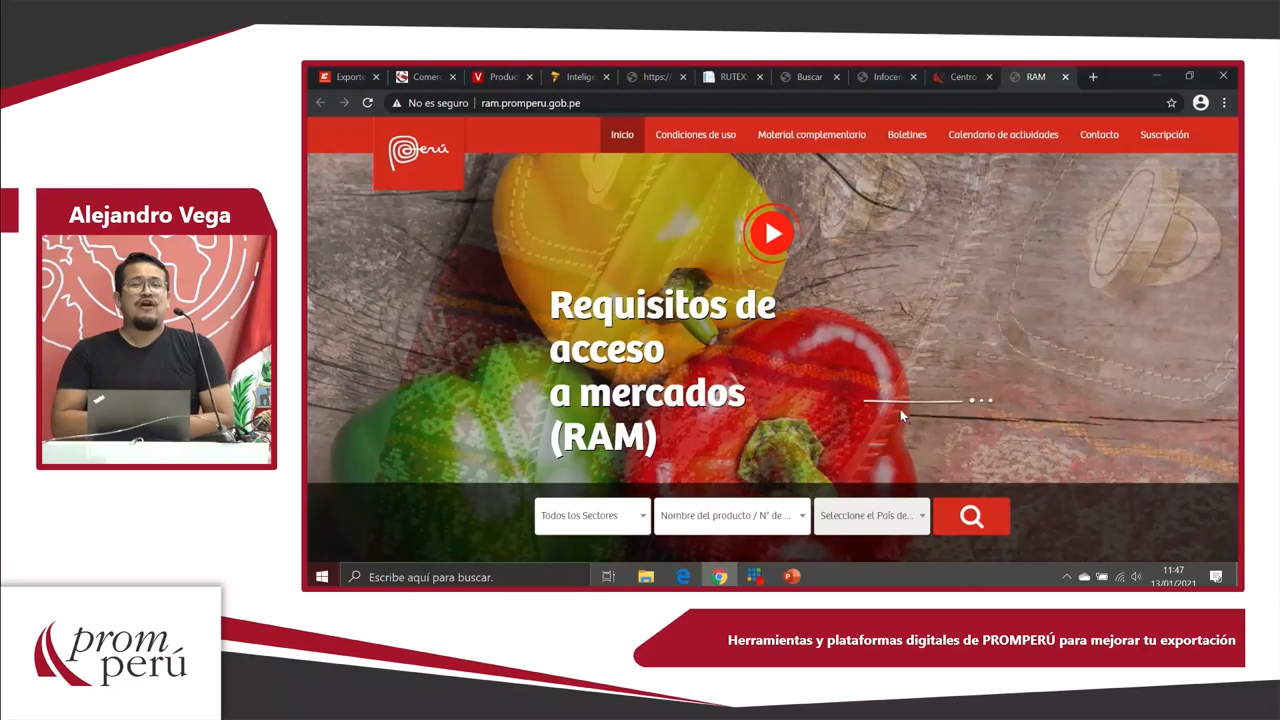 Alejandro Vega
Exporte
Comerc
Produc
Intelige
https:/
RUTEX
Buscar
Infocen
Centro
RAM
No es seguro
ram.promperu.gob.pe
Perú
Inicio
Condiciones de uso
Material complementario
Boletines
Calendario de actividades
Contacto
Suscripción
Requisitos de
acceso
a mercados
(RAM)
Todos los Sectores
Nombre del producto / N° de ...
Seleccione el País de...
Escribe aquí para buscar.
11:47
13/01/2021
prom
perú
Herramientas y plataformas digitales de PROMPERÚ para mejorar tu exportación